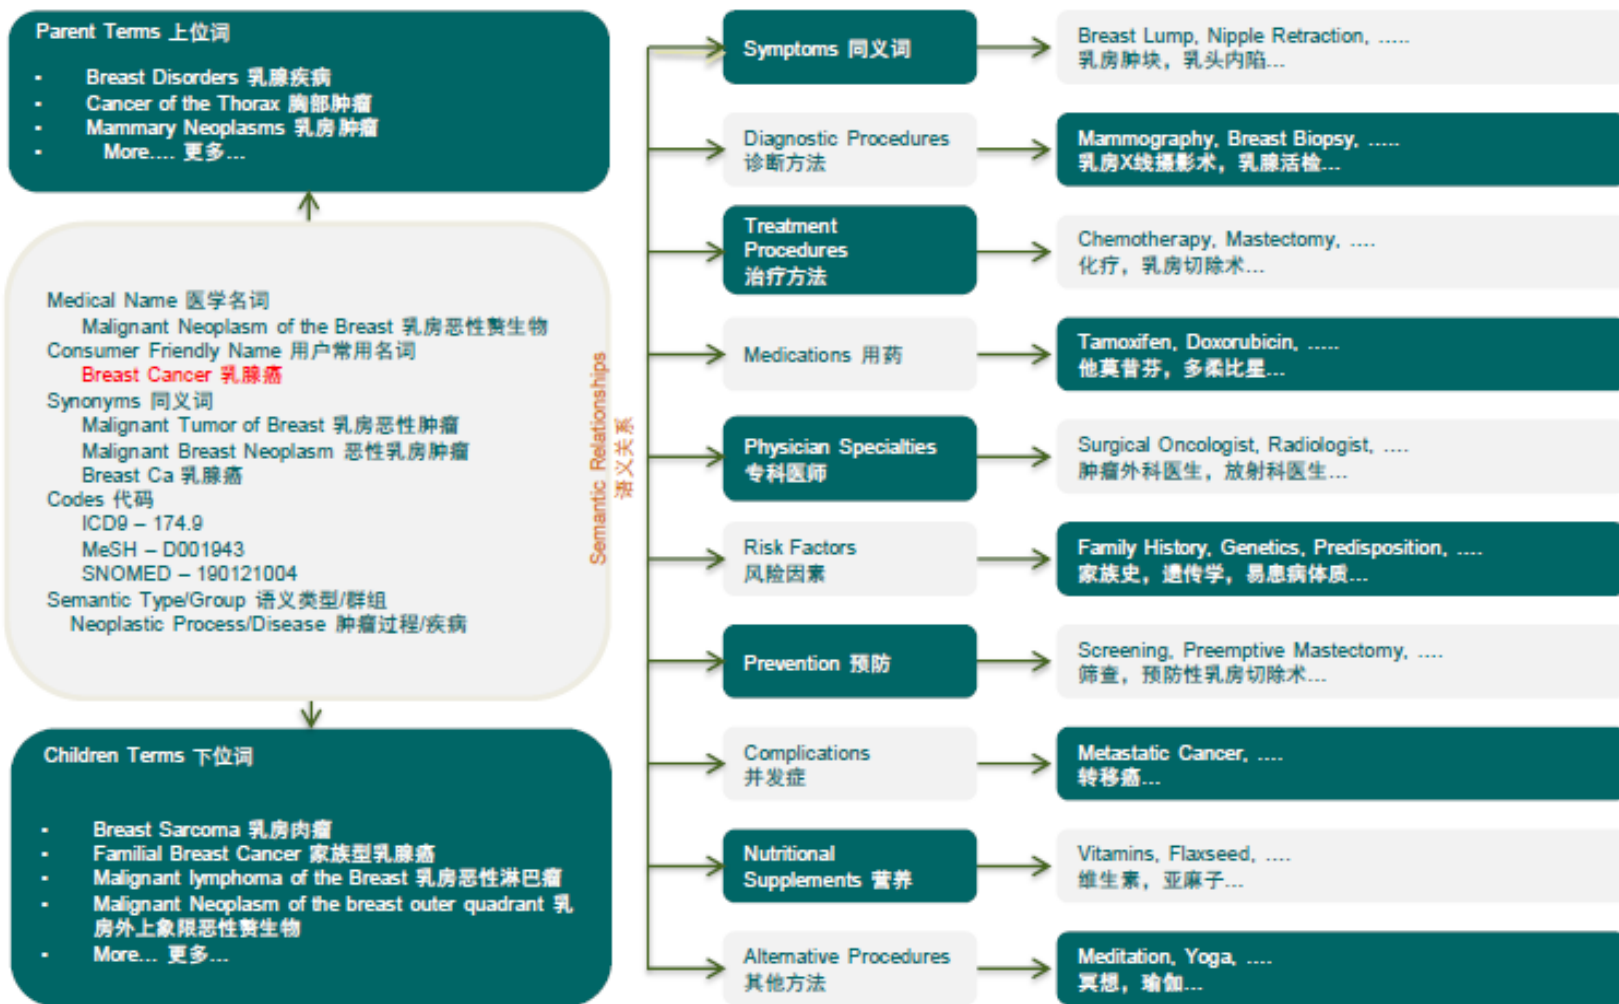 Parent Terms 上位词
- Breast Disorders 乳腺疾病
- Cancer of the Thorax 胸部肿瘤
- Mammary Neoplasms 乳房肿瘤
- More.... 更多...
Medical Name 医学名词
Malignant Neoplasm of the Breast 乳房恶性赘生物
Consumer Friendly Name 用户常用名词
Breast Cancer 乳腺癌
Synonyms 同义词
Malignant Tumor of Breast 乳房恶性肿瘤
Malignant Breast Neoplasm 恶性乳房肿瘤
Breast Ca 乳腺癌
Codes 代码
ICD9 – 174.9
MeSH – D001943
SNOMED – 190121004
Semantic Type/Group 语义类型/群组
Neoplastic Process/Disease 肿瘤过程/疾病
Children Terms 下位词
- Breast Sarcoma 乳房肉瘤
- Familial Breast Cancer 家族型乳腺癌
- Malignant lymphoma of the Breast 乳房恶性淋巴瘤
- Malignant Neoplasm of the breast outer quadrant 乳
房外上象限恶性赘生物
- More... 更多...
Semantic Relationships
语义关系
Symptoms 同义词
Breast Lump, Nipple Retraction, .....
乳房肿块，乳头内陷...
Diagnostic Procedures
诊断方法
Mammography, Breast Biopsy, .....
乳房X线摄影术，乳腺活检...
Treatment
Procedures
治疗方法
Chemotherapy, Mastectomy, ....
化疗，乳房切除术...
Medications 用药
Tamoxifen, Doxorubicin, .....
他莫昔芬，多柔比星...
Physician Specialties
专科医师
Surgical Oncologist, Radiologist, ....
肿瘤外科医生，放射科医生...
Risk Factors
风险因素
Family History, Genetics, Predisposition, ....
家族史，遗传学，易患病体质...
Prevention 预防
Screening, Preemptive Mastectomy, ....
筛查，预防性乳房切除术...
Complications
并发症
Metastatic Cancer, ....
转移癌...
Nutritional
Supplements 营养
Vitamins, Flaxseed, ....
维生素，亚麻子...
Alternative Procedures
其他方法
Meditation, Yoga, ....
冥想，瑜伽...